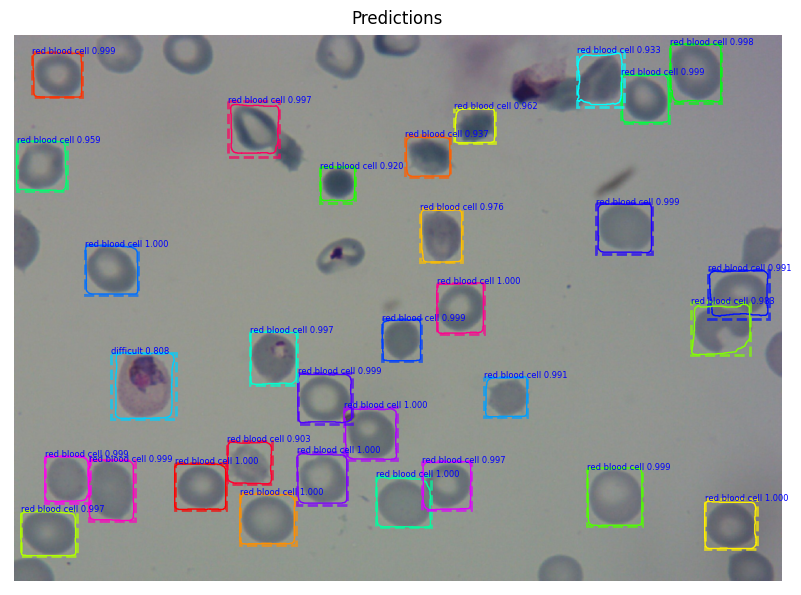 Predictions
red blood cell 0.999
red blood cell 0.933
red blood cell 0.998
red blood cell 0.999
red blood cell 0.997
red blood cell 0.962
red blood cell 0.937
red blood cell 0.959
red blood cell 0.920
red blood cell 0.976
red blood cell 0.999
red blood cell 1.000
red blood cell 0.991
red blood cell 1.000
red blood cell 0.983
red blood cell 0.999
red blood cell 0.997
difficult 0.808
red blood cell 0.999
red blood cell 0.991
red blood cell 1.000
red blood cell 0.903
red blood cell 0.999
red blood cell 0.999
red blood cell 1.000
red blood cell 1.000
red blood cell 0.997
red blood cell 1.000
red blood cell 0.999
red blood cell 1.000
red blood cell 1.000
red blood cell 0.997